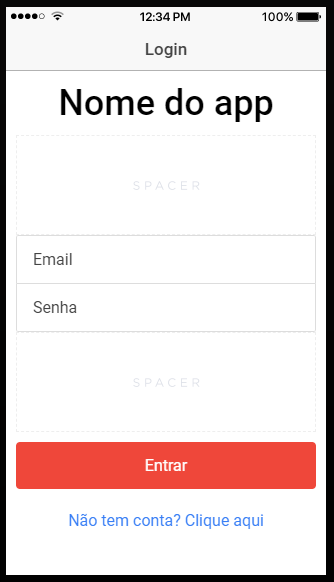 12:34 PM 100%
Login
Nome do app
SPACER
Email
Senha
SPACER
Entrar
Não tem conta? Clique aqui